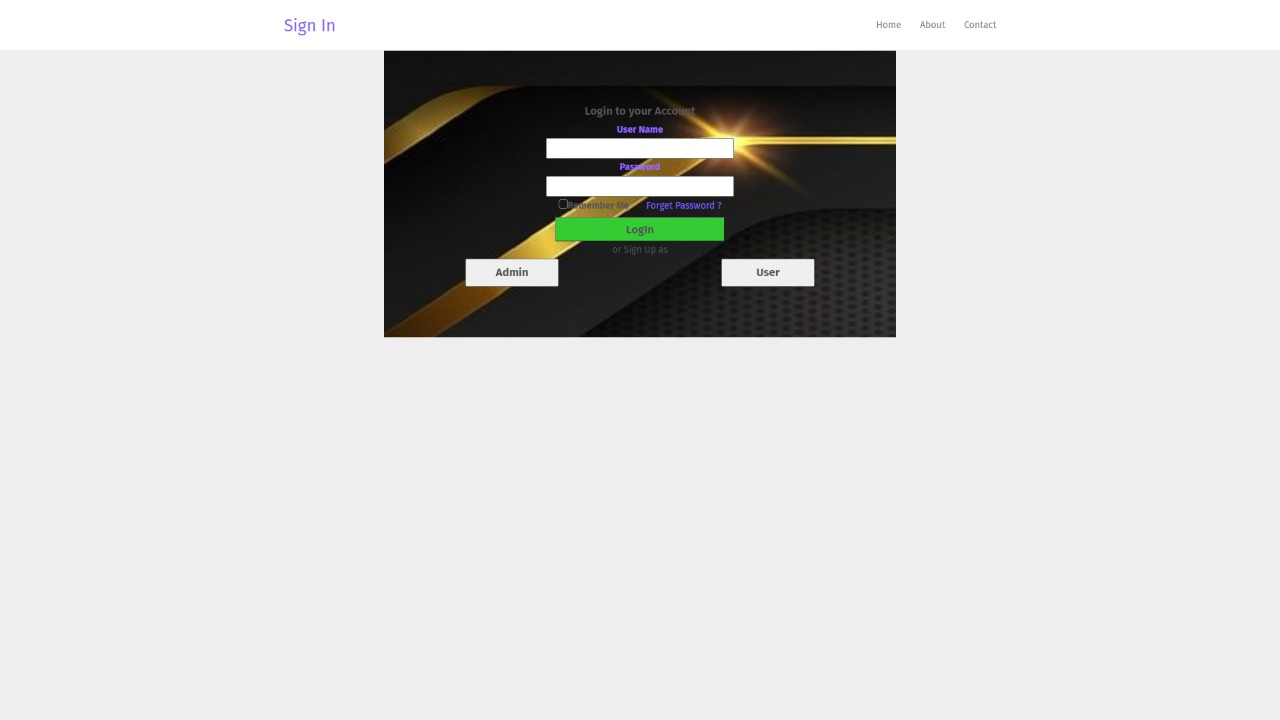 Sign In
Home About Contact
Login to your Account
User Name
Password
Remember Me Forget Password ?
LogIn
or Sign Up as
Admin User